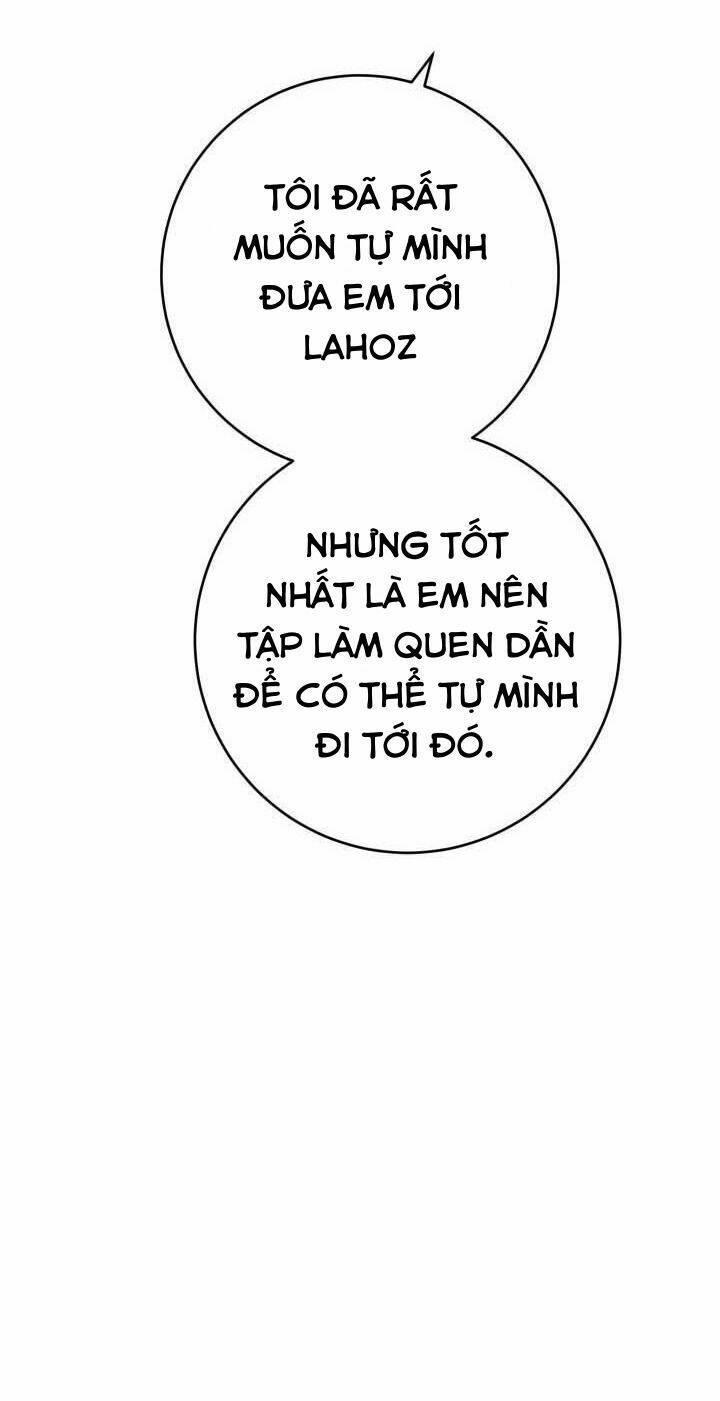 TÔI ĐÃ RẤT
MUỐN TỰ MÌNH
ĐƯA EM TỚI
LAHOZ
NHƯNG TỐT
NHẤT LÀ EM NÊN
TẬP LÀM QUEN DẦN
ĐỂ CÓ THỂ TỰ MÌNH
ĐI TỚI ĐÓ.